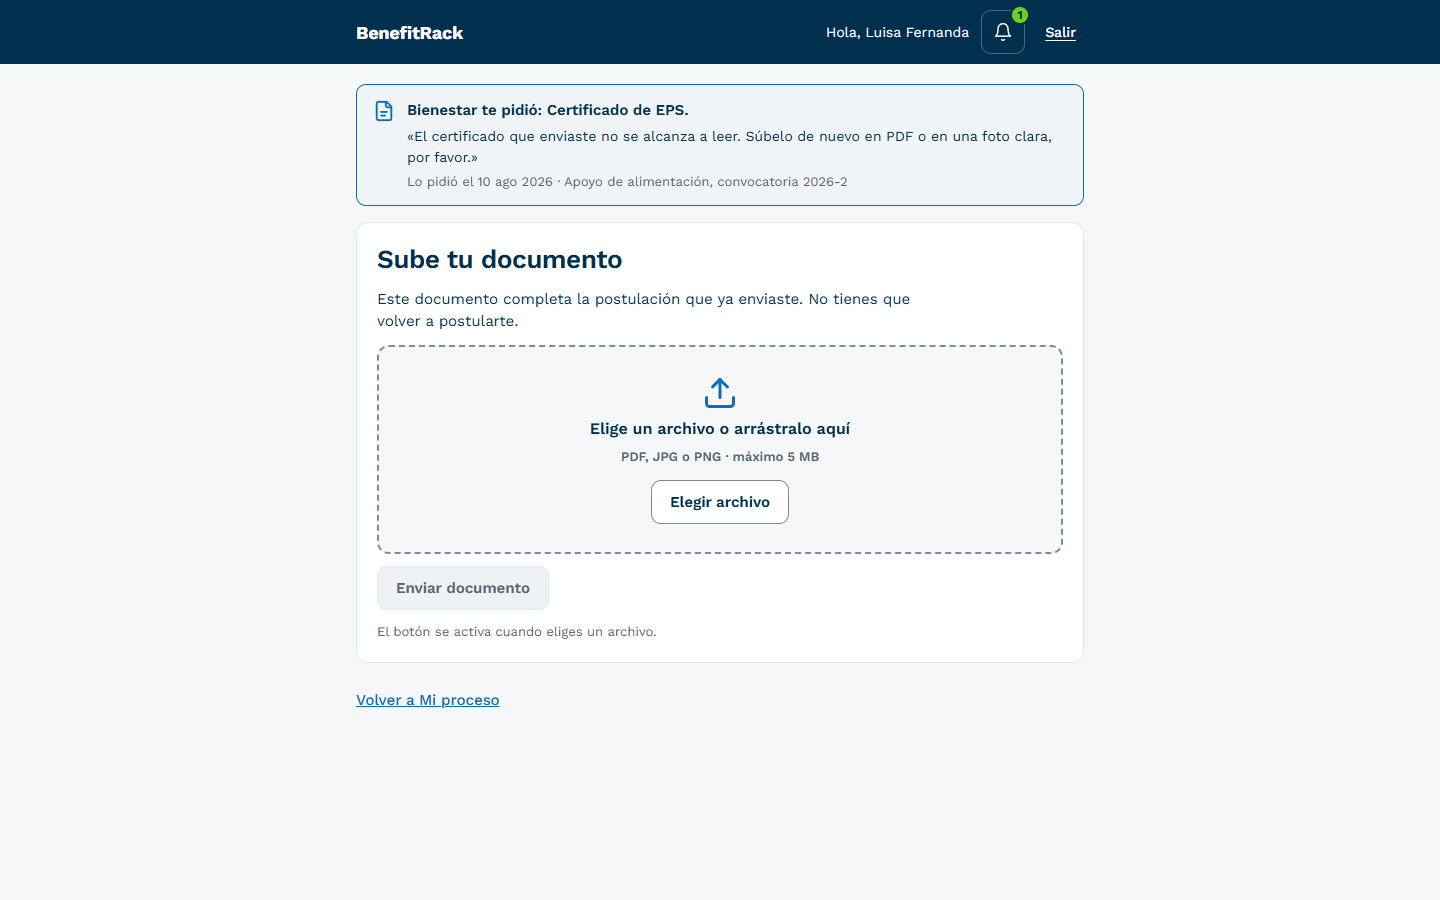 BenefitRack
Hola, Luisa Fernanda
1
Salir
Bienestar te pidió: Certificado de EPS.
«El certificado que enviaste no se alcanza a leer. Súbelo de nuevo en PDF o en una foto clara,
por favor.»
Lo pidió el 10 ago 2026 · Apoyo de alimentación, convocatoria 2026-2
Sube tu documento
Este documento completa la postulación que ya enviaste. No tienes que
volver a postularte.
Elige un archivo o arrástralo aquí
PDF, JPG o PNG · máximo 5 MB
Elegir archivo
Enviar documento
El botón se activa cuando eliges un archivo.
Volver a Mi proceso